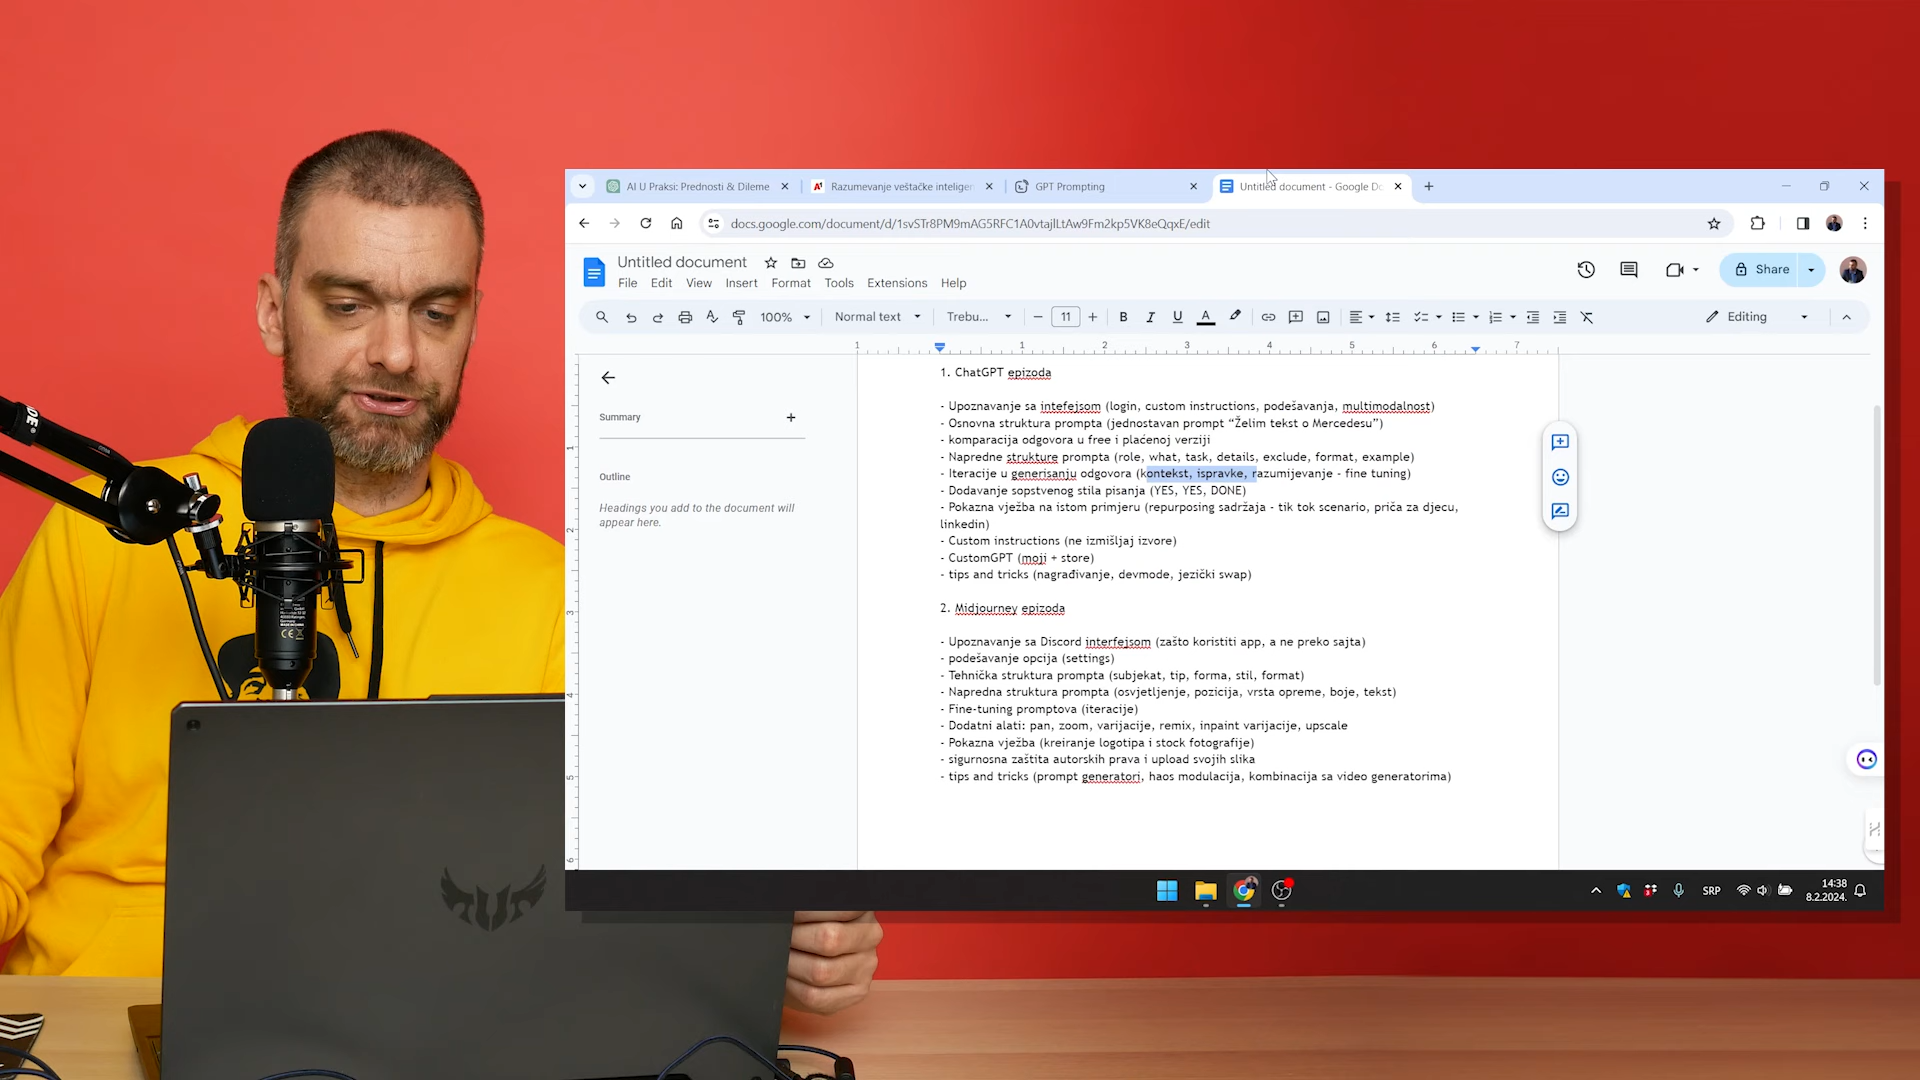 AI U Praksi: Prednosti & Dileme
Razumevanje veštačke inteligen
GPT Prompting
Untitled document - Google Do
docs.google.com/document/d/1svSTr8PM9mAG5RFC1A0vtajlLtAw9Fm2kp5VK8eQqxE/edit
Untitled document
File Edit View Insert Format Tools Extensions Help
Share
100% Normal text Trebu... 11 Editing
1 1 2 3 4 5 6 7
Summary
Outline
Headings you add to the document will
appear here.
1. ChatGPT epizoda
- Upoznavanje sa intefejsom (login, custom instructions, podešavanja, multimodalnost)
- Osnovna struktura prompta (jednostavan prompt “Želim tekst o Mercedesu”)
- komparacija odgovora u free i plaćenoj verziji
- Napredne strukture prompta (role, what, task, details, exclude, format, example)
- Iteracije u generisanju odgovora (kontekst, ispravke, razumijevanje - fine tuning)
- Dodavanje sopstvenog stila pisanja (YES, YES, DONE)
- Pokazna vježba na istom primjeru (repurposing sadržaja - tik tok scenario, priča za djecu,
linkedin)
- Custom instructions (ne izmišljaj izvore)
- CustomGPT (moji + store)
- tips and tricks (nagrađivanje, devmode, jezički swap)
2. Midjourney epizoda
- Upoznavanje sa Discord interfejsom (zašto koristiti app, a ne preko sajta)
- podešavanje opcija (settings)
- Tehnička struktura prompta (subjekat, tip, forma, stil, format)
- Napredna struktura prompta (osvjetljenje, pozicija, vrsta opreme, boje, tekst)
- Fine-tuning promptova (iteracije)
- Dodatni alati: pan, zoom, varijacije, remix, inpaint varijacije, upscale
- Pokazna vježba (kreiranje logotipa i stock fotografije)
- sigurnosna zaštita autorskih prava i upload svojih slika
- tips and tricks (prompt generatori, haos modulacija, kombinacija sa video generatorima)
SRP
14:38
8.2.2024.